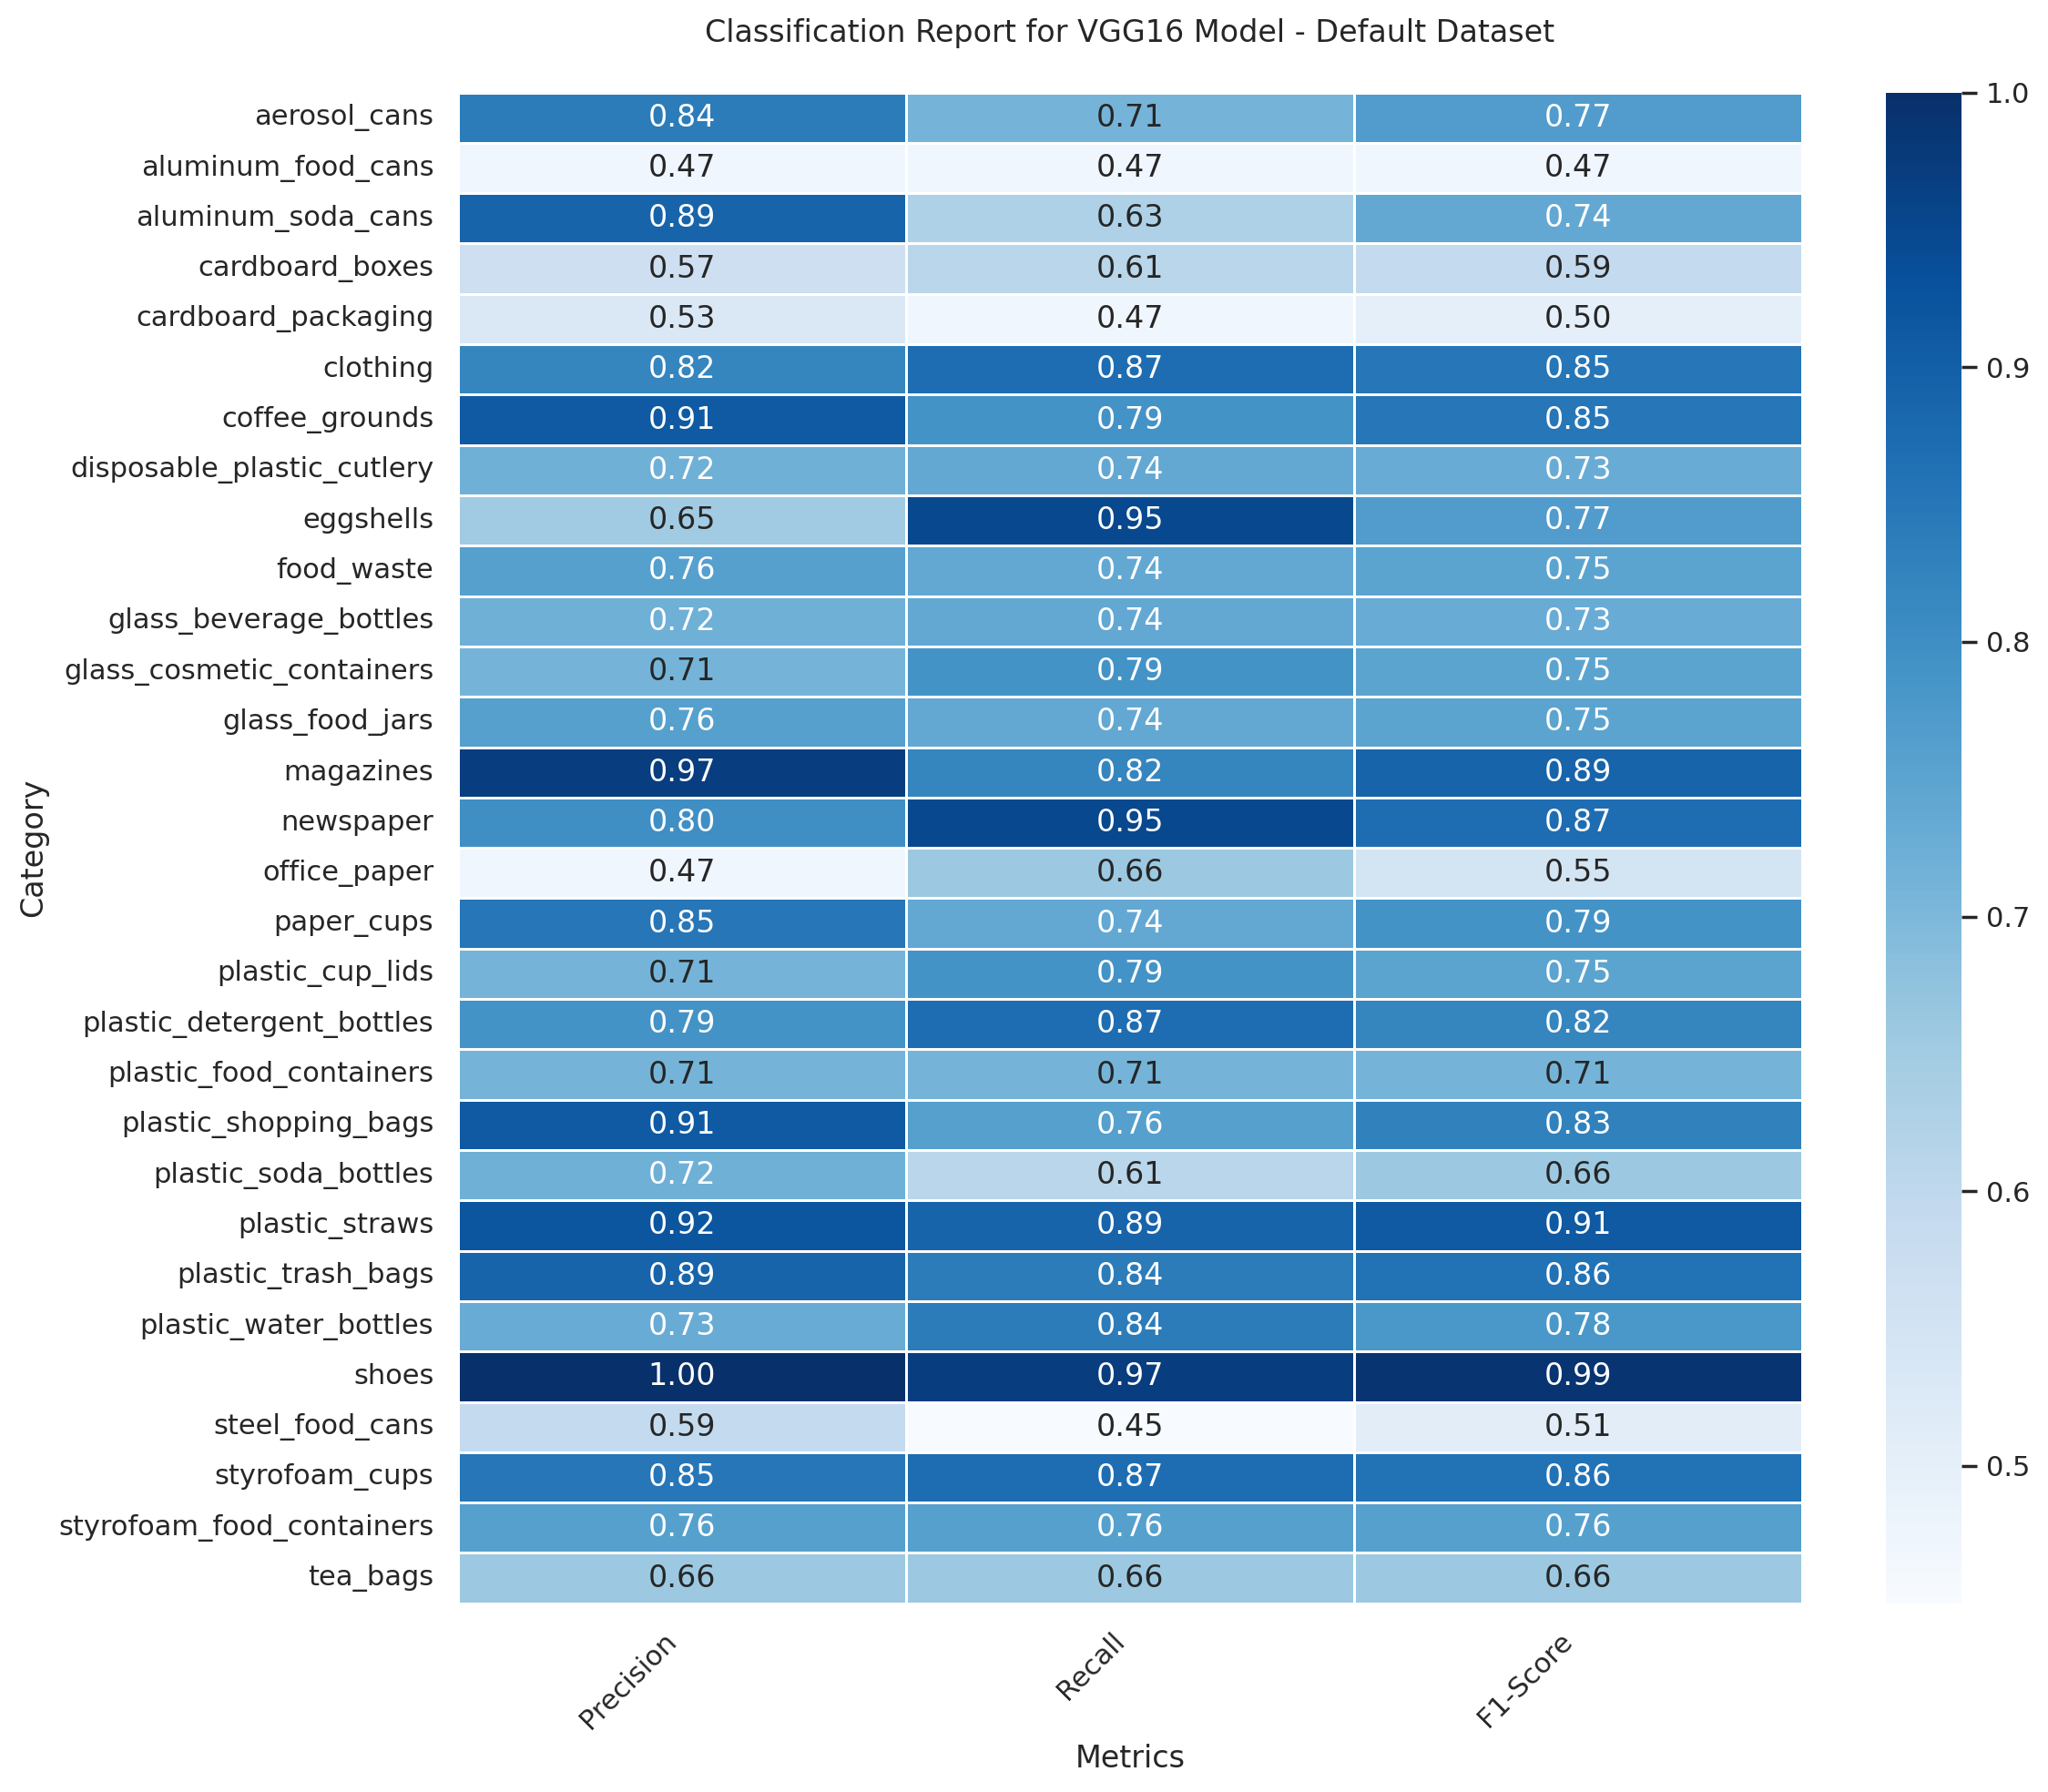 Classification Report for VGG16 Model - Default Dataset
aerosol_cans 0.84 0.71 0.77
aluminum_food_cans 0.47 0.47 0.47
aluminum_soda_cans 0.89 0.63 0.74
cardboard_boxes 0.57 0.61 0.59
cardboard_packaging 0.53 0.47 0.50
clothing 0.82 0.87 0.85
coffee_grounds 0.91 0.79 0.85
disposable_plastic_cutlery 0.72 0.74 0.73
eggshells 0.65 0.95 0.77
food_waste 0.76 0.74 0.75
glass_beverage_bottles 0.72 0.74 0.73
glass_cosmetic_containers 0.71 0.79 0.75
glass_food_jars 0.76 0.74 0.75
magazines 0.97 0.82 0.89
newspaper 0.80 0.95 0.87
office_paper 0.47 0.66 0.55
paper_cups 0.85 0.74 0.79
plastic_cup_lids 0.71 0.79 0.75
plastic_detergent_bottles 0.79 0.87 0.82
plastic_food_containers 0.71 0.71 0.71
plastic_shopping_bags 0.91 0.76 0.83
plastic_soda_bottles 0.72 0.61 0.66
plastic_straws 0.92 0.89 0.91
plastic_trash_bags 0.89 0.84 0.86
plastic_water_bottles 0.73 0.84 0.78
shoes 1.00 0.97 0.99
steel_food_cans 0.59 0.45 0.51
styrofoam_cups 0.85 0.87 0.86
styrofoam_food_containers 0.76 0.76 0.76
tea_bags 0.66 0.66 0.66
Category
Precision Recall F1-Score
Metrics
1.0
0.9
0.8
0.7
0.6
0.5